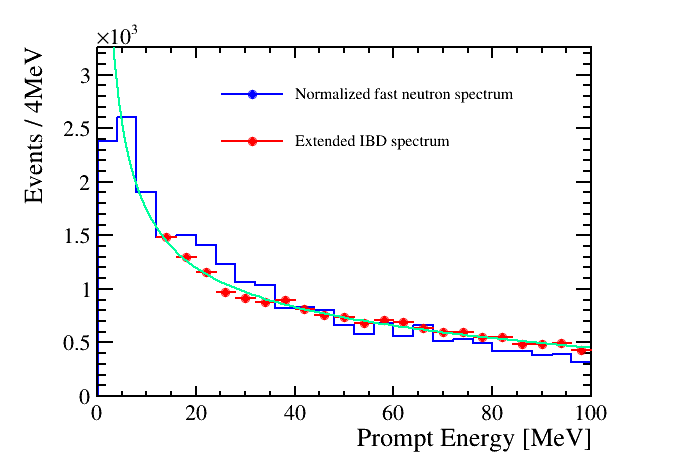 ×10³
Events / 4MeV
3
2.5
2
1.5
1
0.5
0
Normalized fast neutron spectrum
Extended IBD spectrum
0 20 40 60 80 100
Prompt Energy [MeV]